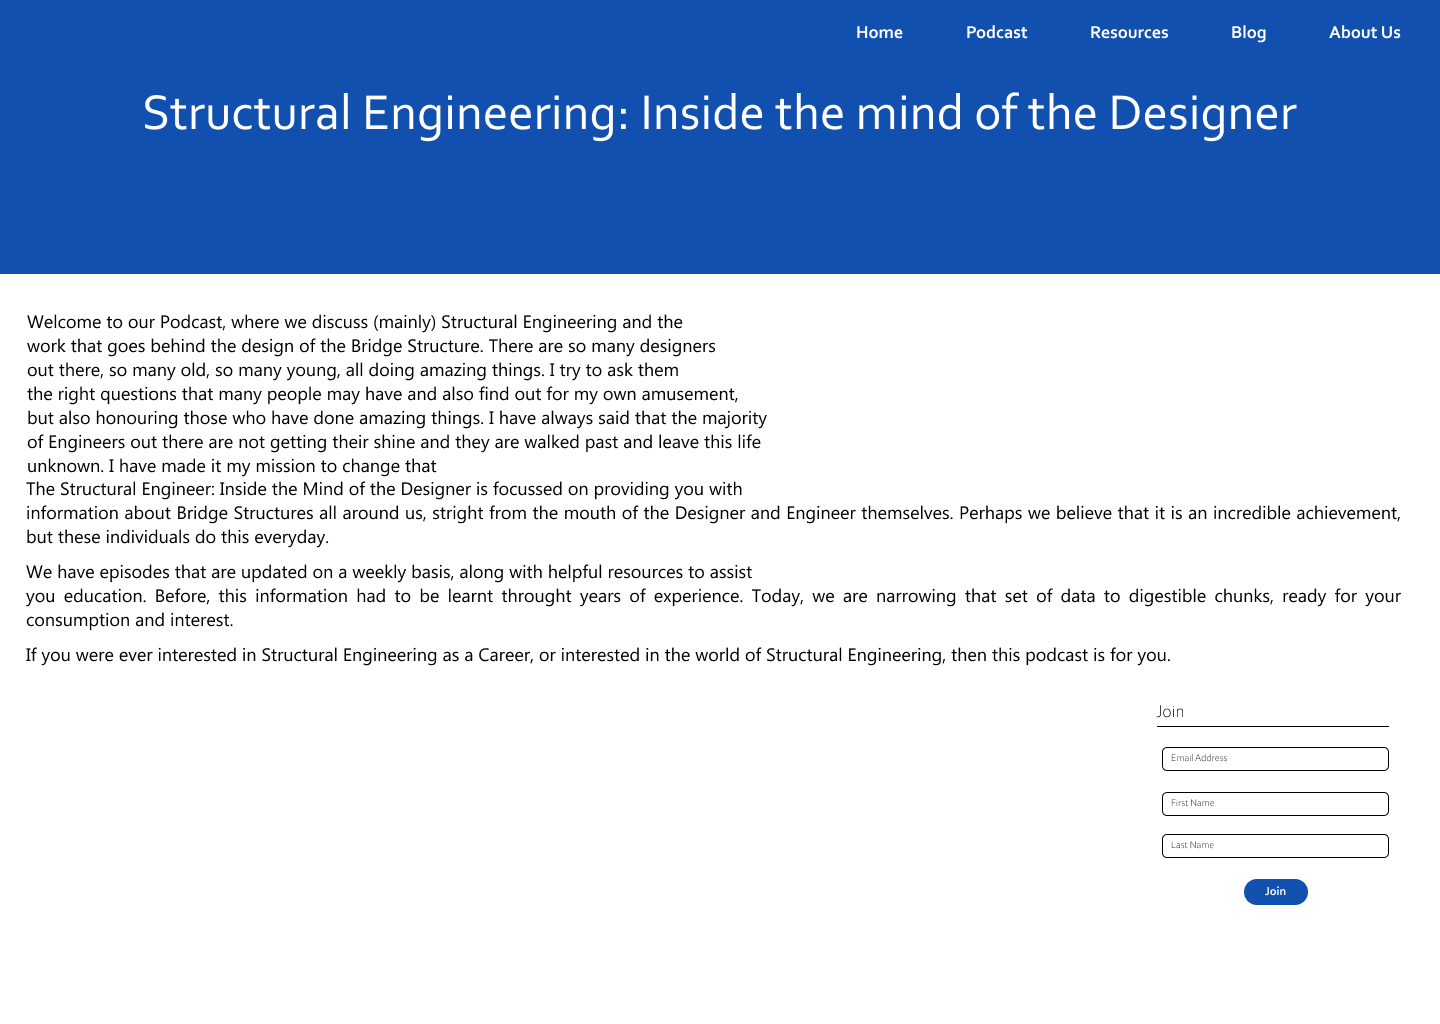 Home Podcast Resources Blog About Us
Structural Engineering: Inside the mind of the Designer
Welcome to our Podcast, where we discuss (mainly) Structural Engineering and the
work that goes behind the design of the Bridge Structure. There are so many designers
out there, so many old, so many young, all doing amazing things. I try to ask them
the right questions that many people may have and also find out for my own amusement,
but also honouring those who have done amazing things. I have always said that the majority
of Engineers out there are not getting their shine and they are walked past and leave this life
unknown. I have made it my mission to change that
The Structural Engineer: Inside the Mind of the Designer is focussed on providing you with
information about Bridge Structures all around us, stright from the mouth of the Designer and Engineer themselves. Perhaps we believe that it is an incredible achievement,
but these individuals do this everyday.
We have episodes that are updated on a weekly basis, along with helpful resources to assist
you education. Before, this information had to be learnt throught years of experience. Today, we are narrowing that set of data to digestible chunks, ready for your
consumption and interest.
If you were ever interested in Structural Engineering as a Career, or interested in the world of Structural Engineering, then this podcast is for you.
Join
Email Address
First Name
Last Name
Join